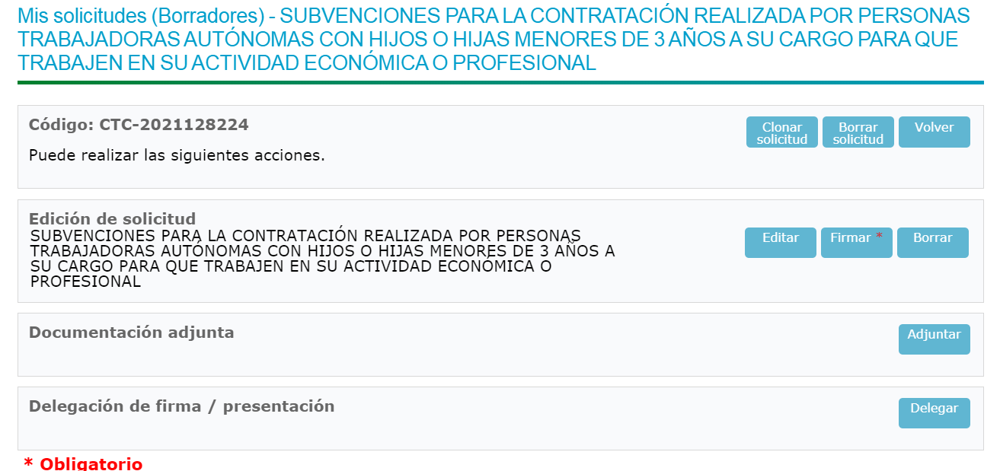 Mis solicitudes (Borradores) - SUBVENCIONES PARA LA CONTRATACIÓN REALIZADA POR PERSONAS
TRABAJADORAS AUTÓNOMAS CON HIJOS O HIJAS MENORES DE 3 AÑOS A SU CARGO PARA QUE
TRABAJEN EN SU ACTIVIDAD ECONÓMICA O PROFESIONAL
Código: CTC-2021128224
Clonar
solicitud
Borrar
solicitud
Volver
Puede realizar las siguientes acciones.
Edición de solicitud
SUBVENCIONES PARA LA CONTRATACIÓN REALIZADA POR PERSONAS
TRABAJADORAS AUTÓNOMAS CON HIJOS O HIJAS MENORES DE 3 AÑOS A
SU CARGO PARA QUE TRABAJEN EN SU ACTIVIDAD ECONÓMICA O
PROFESIONAL
Editar
Firmar *
Borrar
Documentación adjunta
Adjuntar
Delegación de firma / presentación
Delegar
* Obligatorio